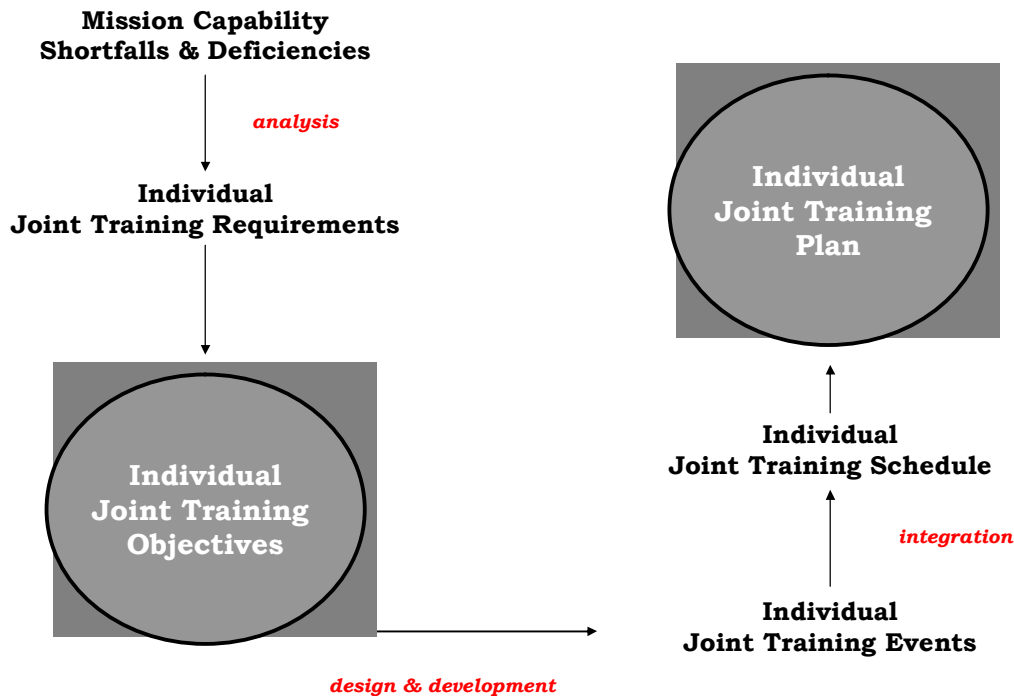 Mission Capability
Shortfalls & Deficiencies
analysis
Individual
Joint Training Requirements
Individual
Joint Training
Objectives
design & development
Individual
Joint Training Events
integration
Individual
Joint Training Schedule
Individual
Joint Training
Plan